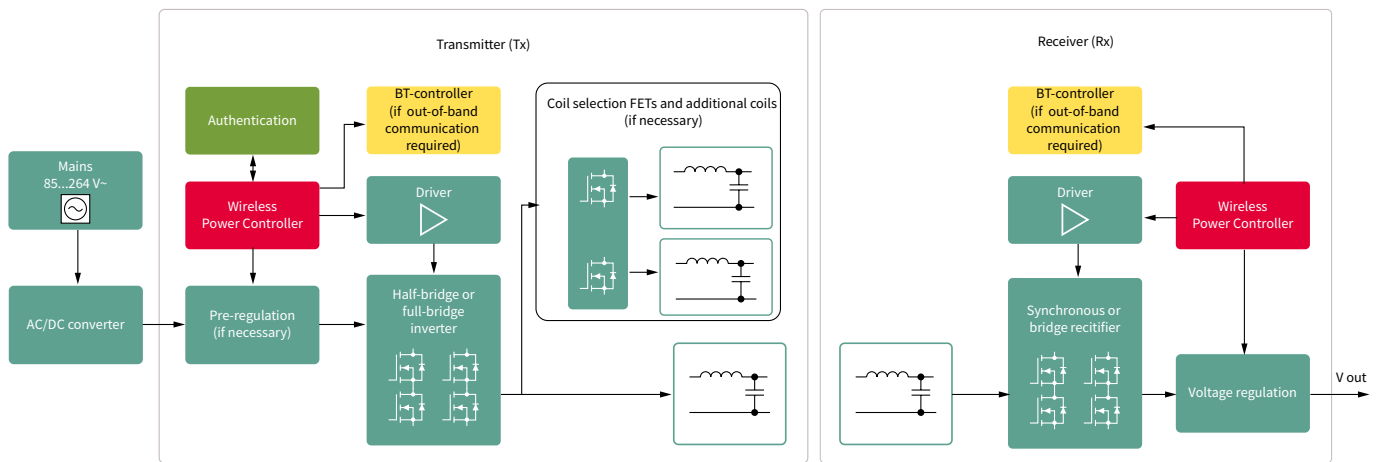 Transmitter (Tx)
Receiver (Rx)
Mains
85...264 V~
AC/DC converter
Authentication
Wireless
Power Controller
Pre-regulation
(if necessary)
BT-controller
(if out-of-band
communication
required)
Driver
Half-bridge or
full-bridge
inverter
Coil selection FETs and additional coils
(if necessary)
BT-controller
(if out-of-band
communication
required)
Driver
Wireless
Power Controller
Synchronous or
bridge recitifier
Voltage regulation
V out